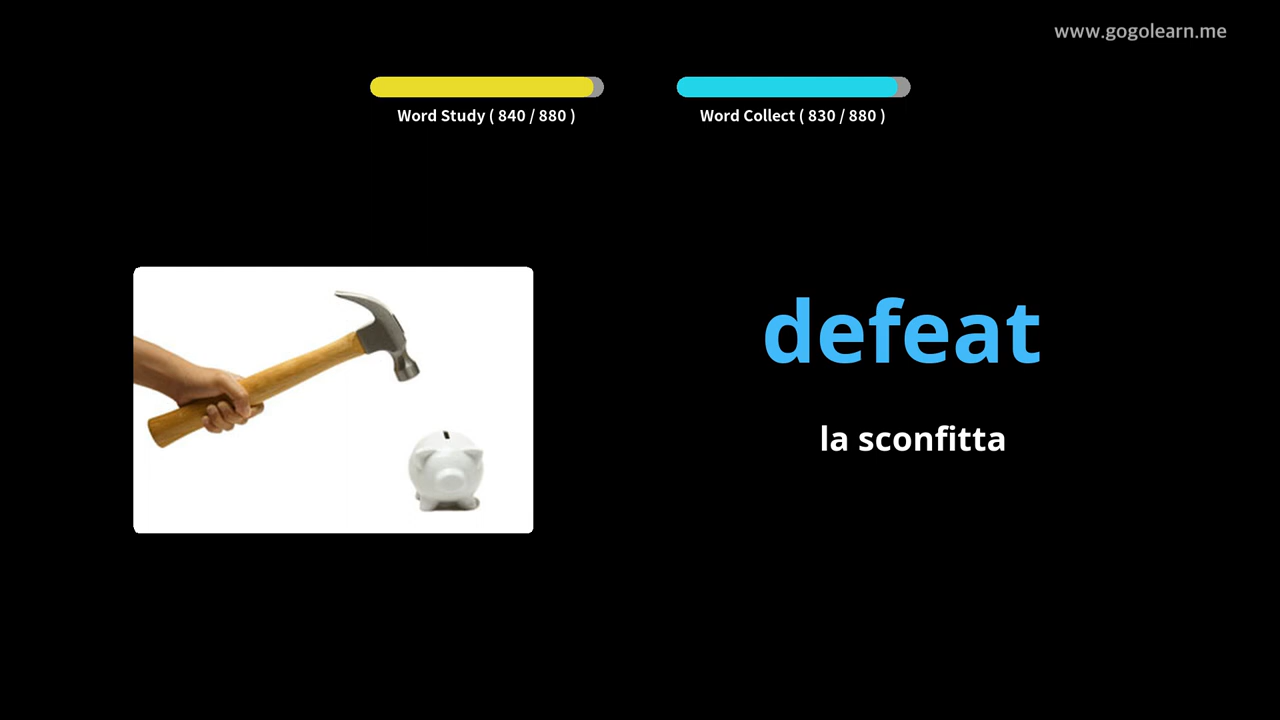 www.gogolearn.me
Word Study ( 840 / 880 )
Word Collect ( 830 / 880 )
defeat
la sconfitta